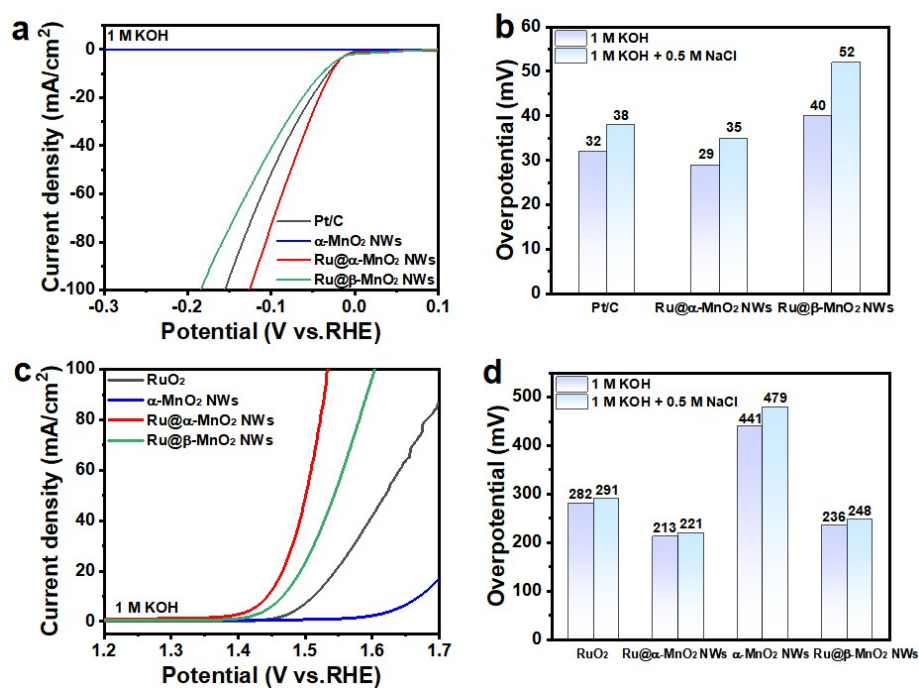 a
1 M KOH
Current density (mA/cm²)
0
-20
-40
-60
-80
-100
Pt/C
α-MnO₂ NWs
Ru@α-MnO₂ NWs
Ru@β-MnO₂ NWs
-0.3 -0.2 -0.1 0.0 0.1
Potential (V vs.RHE)
b
1 M KOH
1 M KOH + 0.5 M NaCl
Overpotential (mV)
60
50
40
30
20
10
0
32 38 29 35 40 52
Pt/C Ru@α-MnO₂ NWs Ru@β-MnO₂ NWs
c
RuO₂
α-MnO₂ NWs
Ru@α-MnO₂ NWs
Ru@β-MnO₂ NWs
Current density (mA/cm²)
100
80
60
40
20
0
1 M KOH
1.2 1.3 1.4 1.5 1.6 1.7
Potential (V vs.RHE)
d
1 M KOH
1 M KOH + 0.5 M NaCl
Overpotential (mV)
500
400
300
200
100
0
282 291 213 221 441 479 236 248
RuO₂ Ru@α-MnO₂ NWs α-MnO₂ NWs Ru@β-MnO₂ NWs